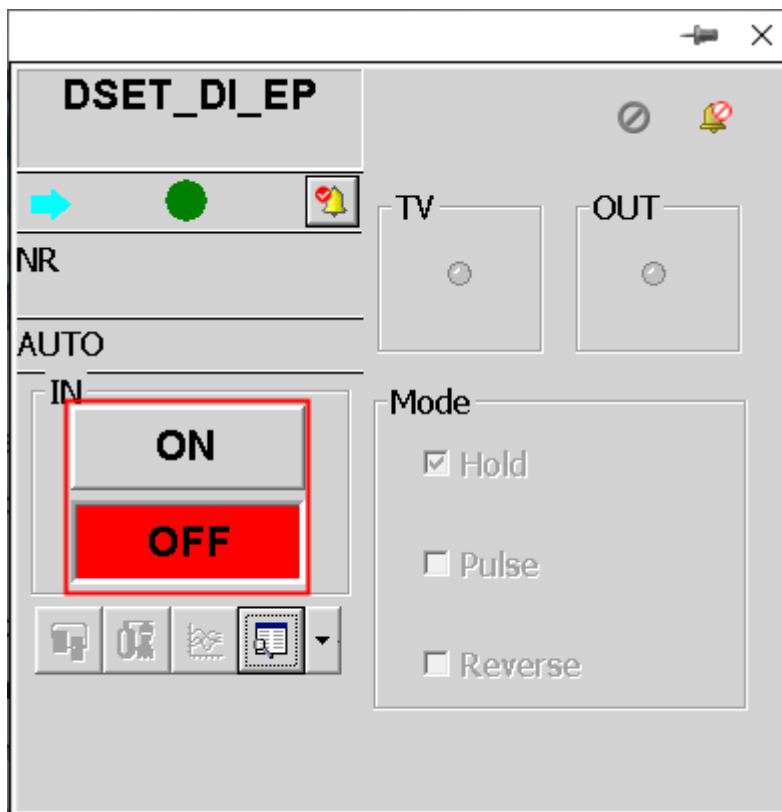 DSET_DI_EP
NR
AUTO
IN
ON
OFF
TV
OUT
Mode
Hold
Pulse
Reverse